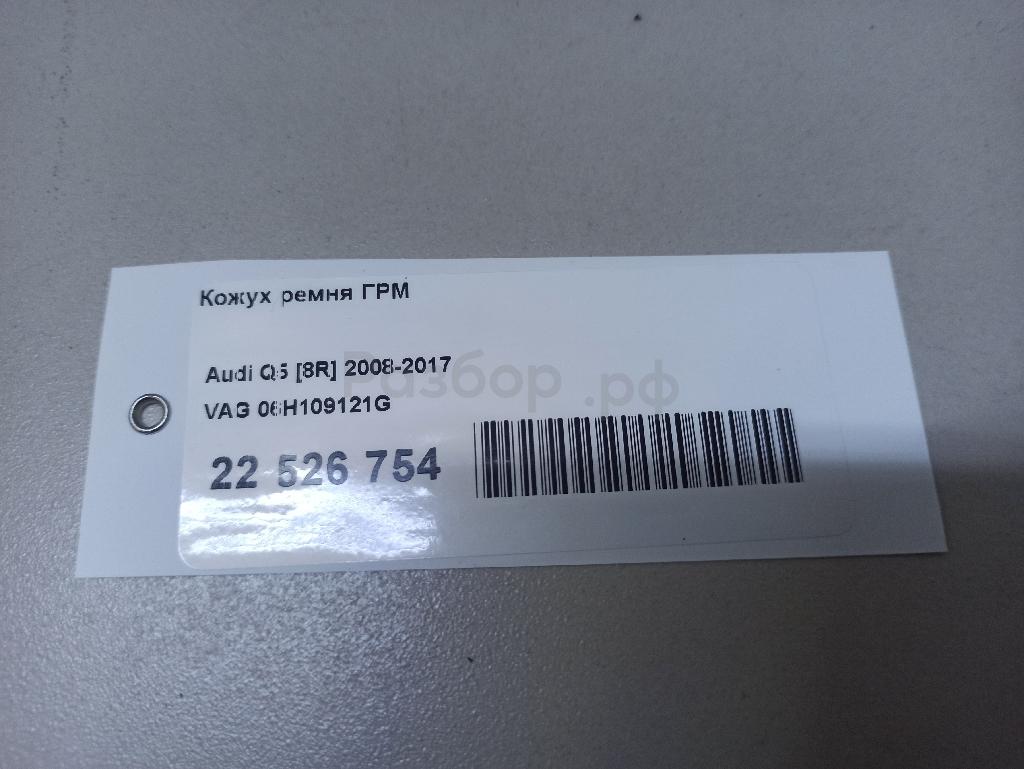 Кожух ремня ГРМ
Audi Q5 [8R] 2008-2017
VAG 06H109121G
22 526 754
Разбор.рф